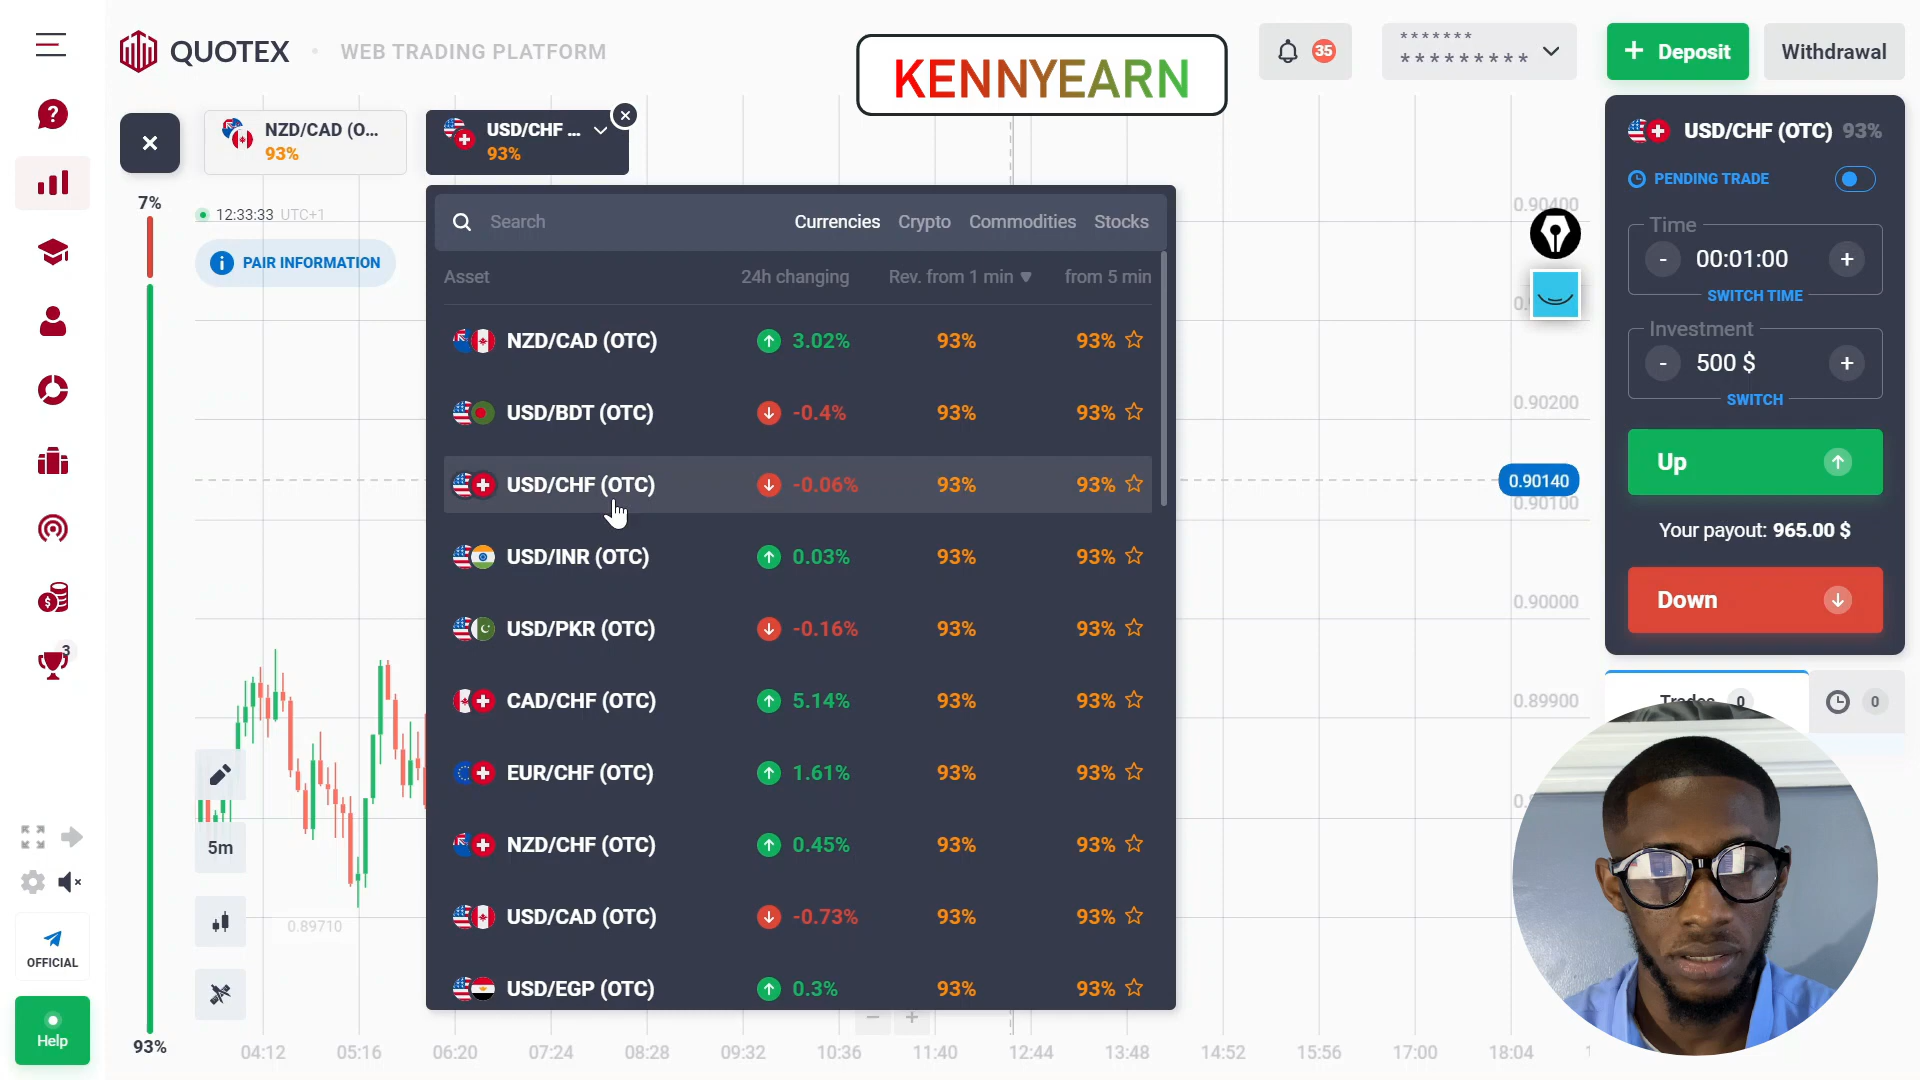 QUOTEX
WEB TRADING PLATFORM
KENNYEARN
35
*******
*********
+ Deposit
Withdrawal
NZD/CAD (O...
93%
USD/CHF ...
93%
7%
12:33:33 UTC+1
PAIR INFORMATION
Search
Currencies
Crypto
Commodities
Stocks
Asset
24h changing
Rev. from 1 min
from 5 min
NZD/CAD (OTC) 3.02% 93% 93%
USD/BDT (OTC) -0.4% 93% 93%
USD/CHF (OTC) -0.06% 93% 93%
USD/INR (OTC) 0.03% 93% 93%
USD/PKR (OTC) -0.16% 93% 93%
CAD/CHF (OTC) 5.14% 93% 93%
EUR/CHF (OTC) 1.61% 93% 93%
NZD/CHF (OTC) 0.45% 93% 93%
USD/CAD (OTC) -0.73% 93% 93%
USD/EGP (OTC) 0.3% 93% 93%
0.90400
0.90200
0.90140
0.90100
0.90000
0.89900
USD/CHF (OTC) 93%
PENDING TRADE
Time
- 00:01:00 +
SWITCH TIME
Investment
- 500 $ +
SWITCH
Up
Your payout: 965.00 $
Down
Trades 0
0
3
5m
0.89710
OFFICIAL
Help
93%
04:12 05:16 06:20 07:24 08:28 09:32 10:36 11:40 12:44 13:48 14:52 15:56 17:00 18:04